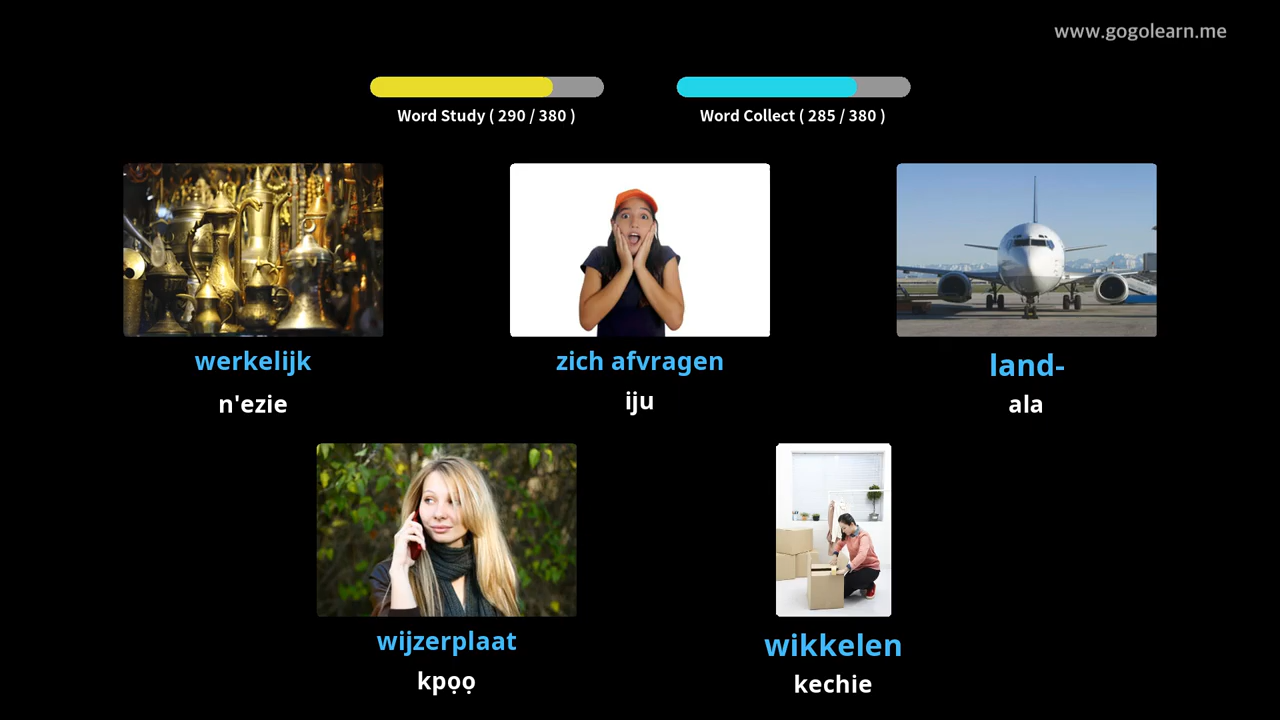 www.gogolearn.me
Word Study ( 290 / 380 )
Word Collect ( 285 / 380 )
werkelijk
n'ezie
zich afvragen
iju
land-
ala
wijzerplaat
kpọọ
wikkelen
kechie